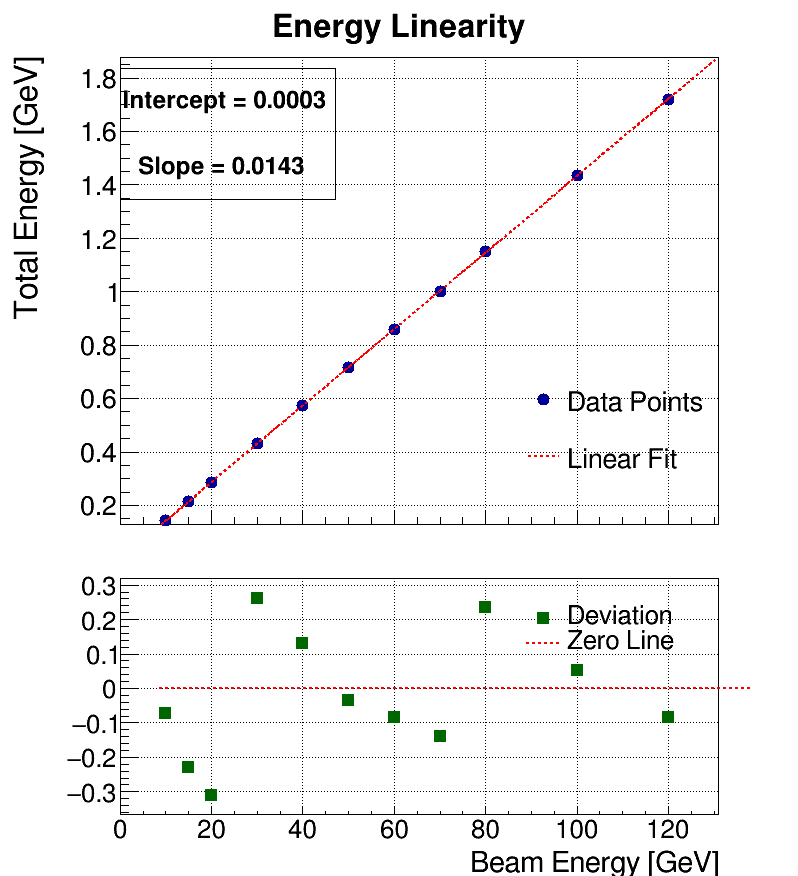 Energy Linearity
Total Energy [GeV]
1.8
1.6
1.4
1.2
1
0.8
0.6
0.4
0.2
Intercept = 0.0003
Slope = 0.0143
Data Points
Linear Fit
0.3
0.2
0.1
0
−0.1
−0.2
−0.3
Deviation
Zero Line
0 20 40 60 80 100 120
Beam Energy [GeV]